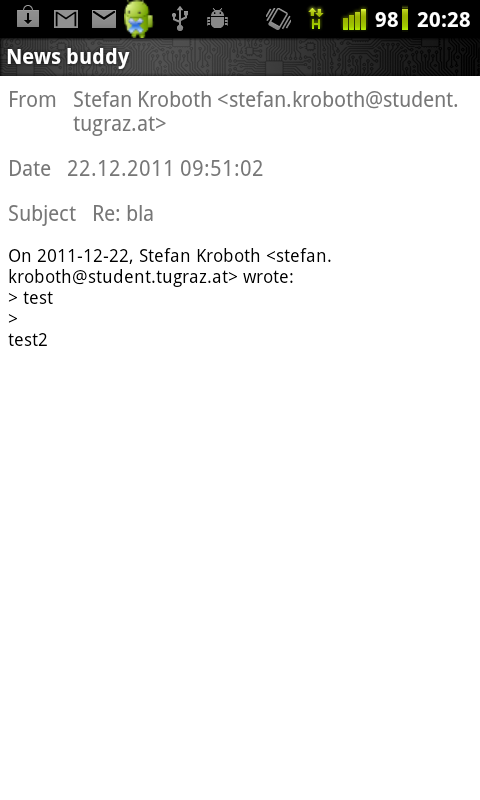 H 98 20:28
News buddy
From Stefan Kroboth <stefan.kroboth@student.
tugraz.at>
Date 22.12.2011 09:51:02
Subject Re: bla
On 2011-12-22, Stefan Kroboth <stefan.
kroboth@student.tugraz.at> wrote:
> test
>
test2